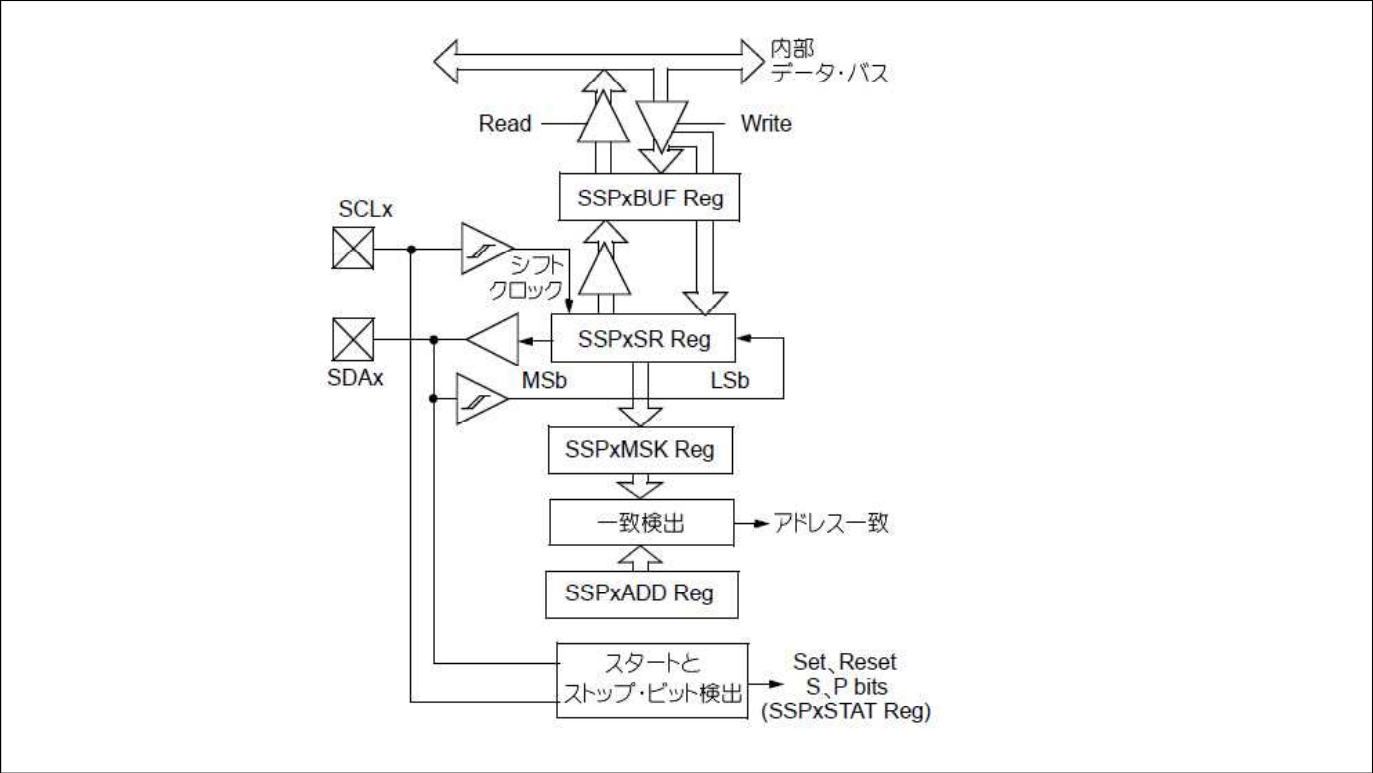 内部
データ・バス
Read
Write
SSPxBUF Reg
SCLx
シフト
クロック
SSPxSR Reg
SDAx
MSb
LSb
SSPxMSK Reg
一致検出
アドレス一致
SSPxADD Reg
スタートと
ストップ・ビット検出
Set、Reset
S、P bits
(SSPxSTAT Reg)